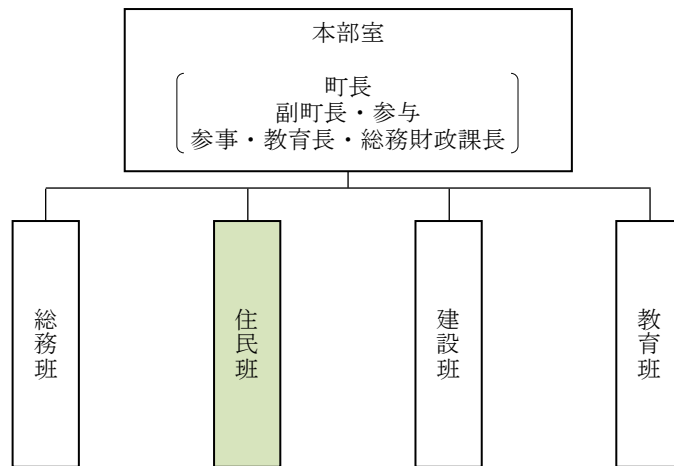 本部室
町長
副町長・参与
参事・教育長・総務財政課長
総務班
住民班
建設班
教育班